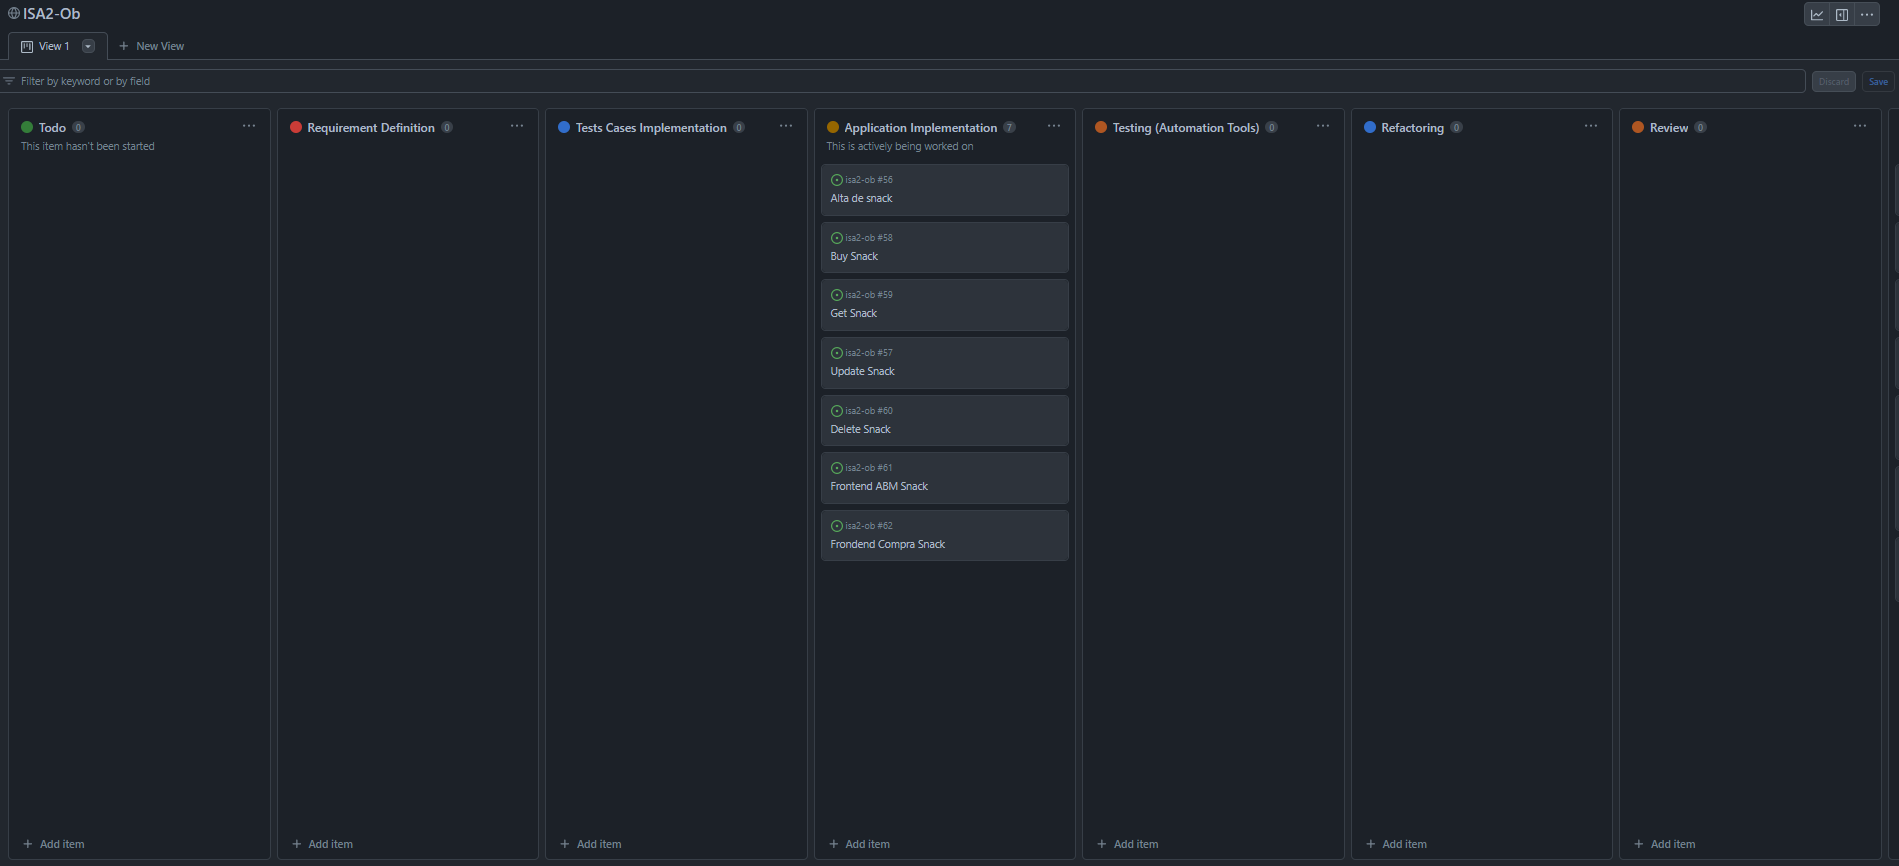 ISA2-Ob
View 1
New View
Filter by keyword or by field
Discard
Save
Todo 0
This item hasn't been started
Add item
Requirement Definition 0
Add item
Tests Cases Implementation 0
Add item
Application Implementation 7
This is actively being worked on
isa2-ob #56
Alta de snack
isa2-ob #58
Buy Snack
isa2-ob #59
Get Snack
isa2-ob #57
Update Snack
isa2-ob #60
Delete Snack
isa2-ob #61
Frontend ABM Snack
isa2-ob #62
Frondend Compra Snack
Add item
Testing (Automation Tools) 0
Add item
Refactoring 0
Add item
Review 0
Add item